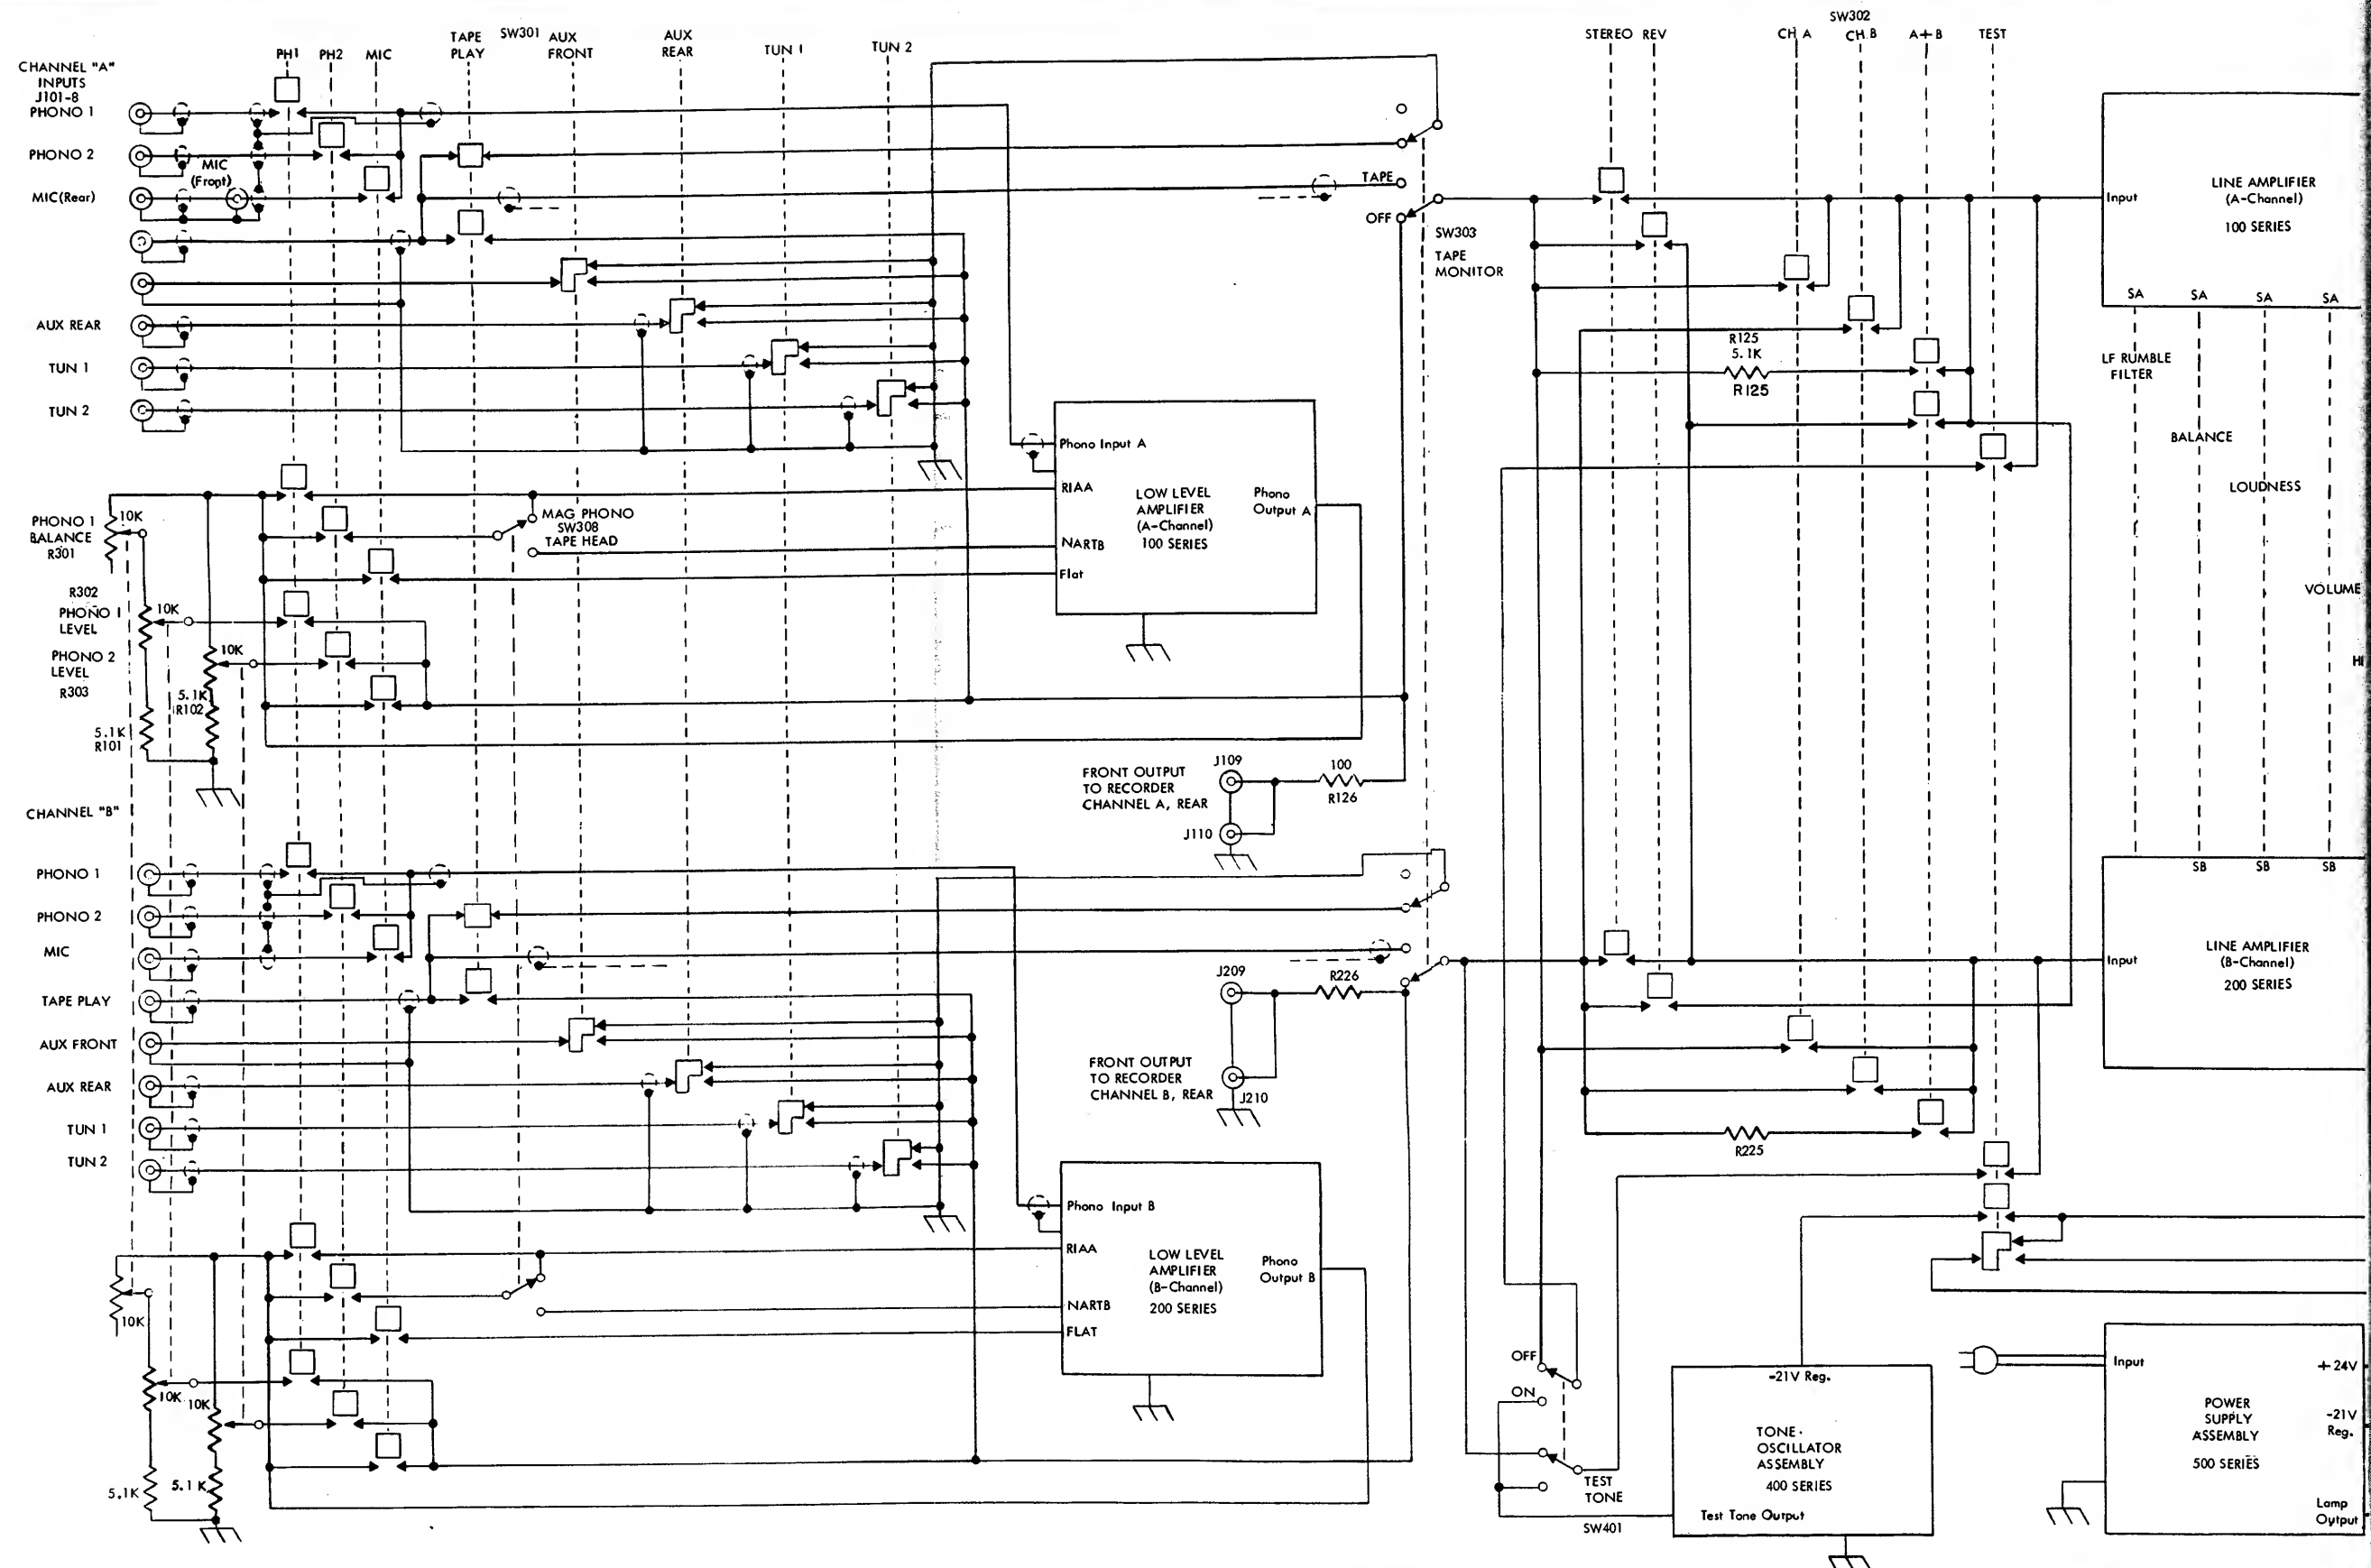 PH1
PH2
MIC
TAPE
PLAY
SW301
AUX
FRONT
AUX
REAR
TUN 1
TUN 2
STEREO
REV
CH A
SW302
CH B
A+B
TEST
CHANNEL "A"
INPUTS
J101-8
PHONO 1
PHONO 2
MIC
(Front)
MIC(Rear)
AUX REAR
TUN 1
TUN 2
TAPE
OFF
SW303
TAPE
MONITOR
R125
5.1K
R125
Input
LINE AMPLIFIER
(A-Channel)
100 SERIES
SA
SA
SA
SA
LF RUMBLE
FILTER
BALANCE
LOUDNESS
VOLUME
HI
PHONO 1
BALANCE
R301
10K
R302
PHONO 1
LEVEL
10K
PHONO 2
LEVEL
R303
10K
5.1K
R102
5.1K
R101
MAG PHONO
SW308
TAPE HEAD
Phono Input A
RIAA
NARTB
Flat
LOW LEVEL
AMPLIFIER
(A-Channel)
100 SERIES
Phono
Output A
FRONT OUTPUT
TO RECORDER
CHANNEL A, REAR
J109
J110
100
R126
CHANNEL "B"
PHONO 1
PHONO 2
MIC
TAPE PLAY
AUX FRONT
AUX REAR
TUN 1
TUN 2
J209
R226
FRONT OUTPUT
TO RECORDER
CHANNEL B, REAR
J210
SB
SB
SB
Input
LINE AMPLIFIER
(B-Channel)
200 SERIES
R225
10K
10K
10K
5.1K
5.1K
Phono Input B
RIAA
NARTB
FLAT
LOW LEVEL
AMPLIFIER
(B-Channel)
200 SERIES
Phono
Output B
OFF
ON
TEST
TONE
SW401
-21V Reg.
TONE
OSCILLATOR
ASSEMBLY
400 SERIES
Test Tone Output
Input
POWER
SUPPLY
ASSEMBLY
500 SERIES
+24V
-21V
Reg.
Lamp
Output